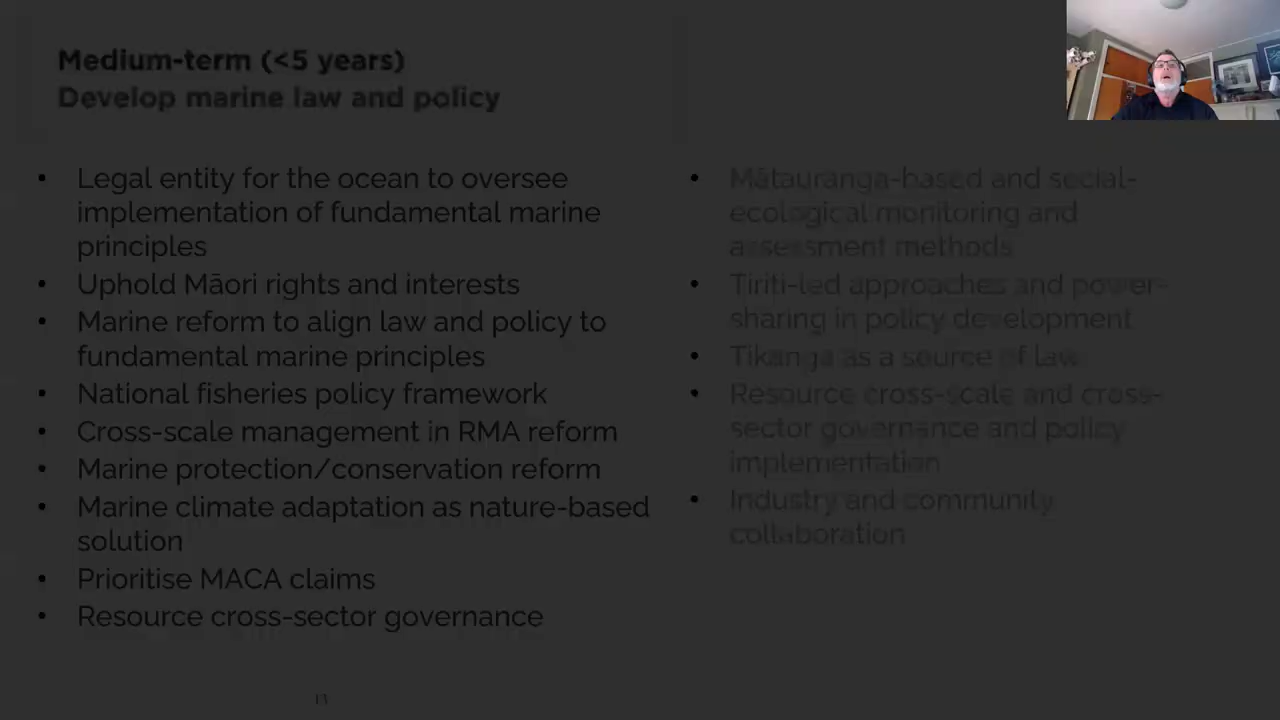 Medium-term (<5 years)
Develop marine law and policy
• Legal entity for the ocean to oversee
implementation of fundamental marine
principles
• Uphold Māori rights and interests
• Marine reform to align law and policy to
fundamental marine principles
• National fisheries policy framework
• Cross-scale management in RMA reform
• Marine protection/conservation reform
• Marine climate adaptation as nature-based
solution
• Prioritise MACA claims
• Resource cross-sector governance
• Mātauranga-based and social-
ecological monitoring and
assessment methods
• Tiriti-led approaches and power-
sharing in policy development
• Tikanga as a source of law
• Resource cross-scale and cross-
sector governance and policy
implementation
• Industry and community
collaboration